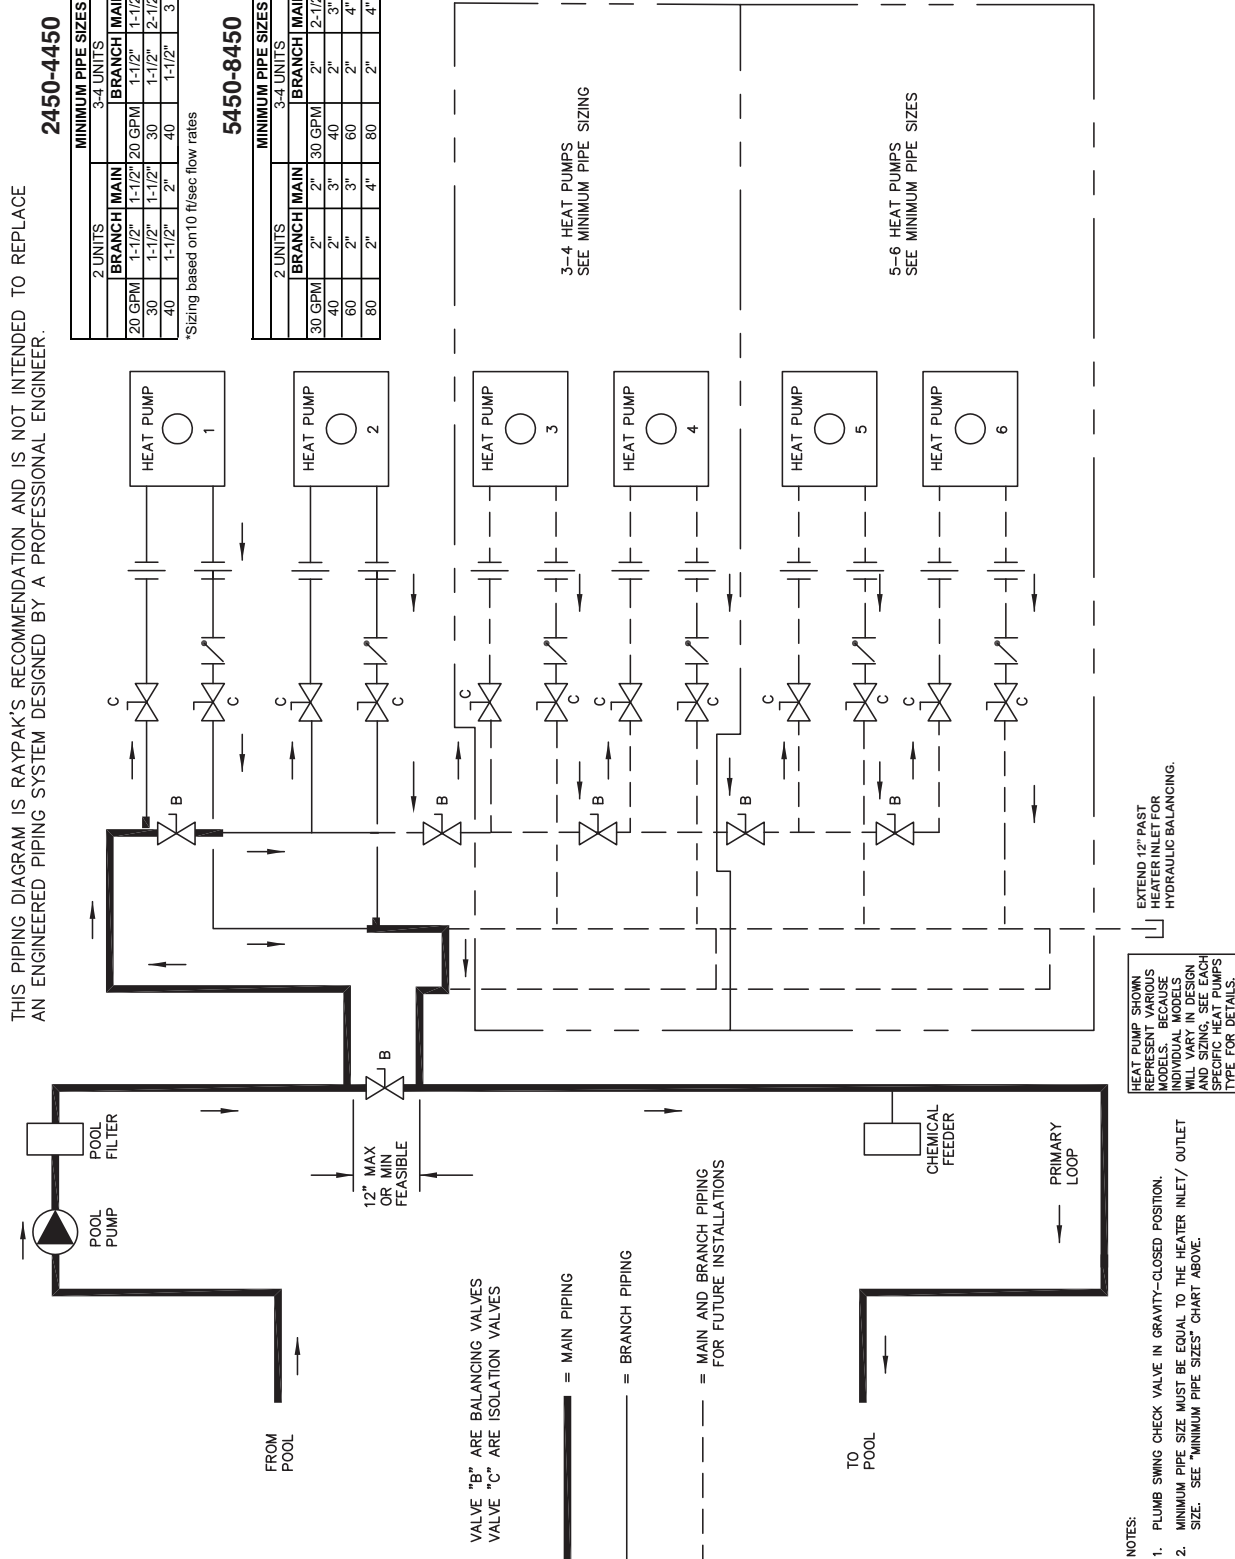 THIS PIPING DIAGRAM IS RAYPAK'S RECOMMENDATION AND IS NOT INTENDED TO REPLACE
AN ENGINEERED PIPING SYSTEM DESIGNED BY A PROFESSIONAL ENGINEER.
2450-4450
MINIMUM PIPE SIZES
2 UNITS 3-4 UNITS
BRANCH MAIN BRANCH
20 GPM 1-1/2" 1-1/2" 20 GPM 1-1/2"
30 1-1/2" 1-1/2" 30 1-1/2"
40 1-1/2" 2" 40 1-1/2" 3
*Sizing based on10 ft/sec flow rates
5450-8450
MINIMUM PIPE SIZES
2 UNITS 3-4 UNITS
BRANCH MAIN BRANCH
30 GPM 2" 2" 30 GPM 2"
40 2" 3" 40 2" 3"
60 2" 3" 60 2" 4"
80 2" 4" 80 2" 4"
POOL
FILTER
POOL
PUMP
FROM
POOL
12" MAX
OR MIN
FEASIBLE
B
B
B
B
B
B
C
C
C
C
C
C
C
C
C
C
C
C
HEAT PUMP
1
HEAT PUMP
2
HEAT PUMP
3
HEAT PUMP
4
HEAT PUMP
5
HEAT PUMP
6
3-4 HEAT PUMPS
SEE MINIMUM PIPE SIZING
5-6 HEAT PUMPS
SEE MINIMUM PIPE SIZES
VALVE "B" ARE BALANCING VALVES
VALVE "C" ARE ISOLATION VALVES
= MAIN PIPING
= BRANCH PIPING
= MAIN AND BRANCH PIPING
FOR FUTURE INSTALLATIONS
CHEMICAL
FEEDER
PRIMARY
LOOP
TO
POOL
EXTEND 12" PAST
HEATER INLET FOR
HYDRAULIC BALANCING.
HEAT PUMP SHOWN
REPRESENT VARIOUS
MODELS. BECAUSE
INDIVIDUAL MODELS
WILL VARY IN DESIGN
AND SIZING, SEE EACH
SPECIFIC HEAT PUMPS
TYPE FOR DETAILS.
NOTES:
1. PLUMB SWING CHECK VALVE IN GRAVITY-CLOSED POSITION.
2. MINIMUM PIPE SIZE MUST BE EQUAL TO THE HEATER INLET/ OUTLET
SIZE. SEE "MINIMUM PIPE SIZES" CHART ABOVE.